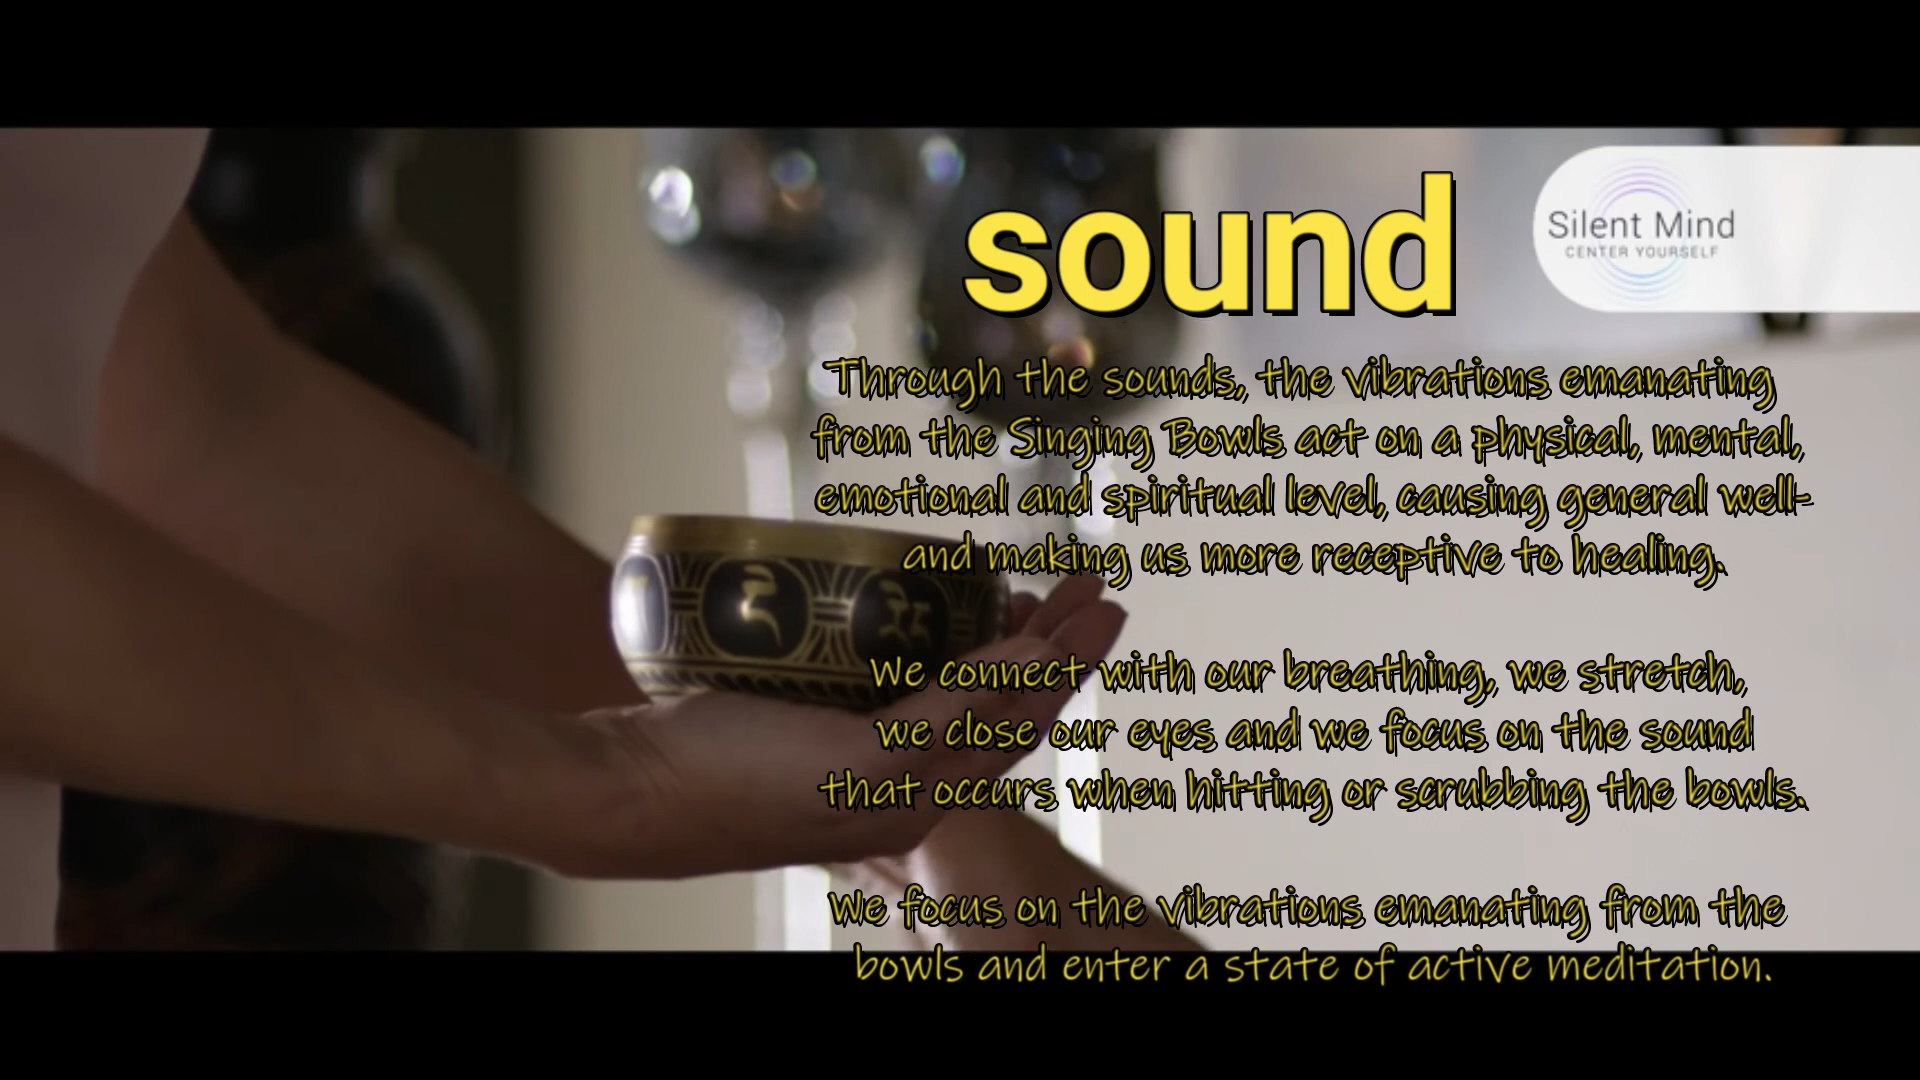 sound
Silent Mind
CENTER YOURSELF
Through the sounds, the vibrations emanating
from the Singing Bowls act on a physical, mental,
emotional and spiritual level, causing general well-
and making us more receptive to healing.
We connect with our breathing, we stretch,
we close our eyes and we focus on the sound
that occurs when hitting or scrubbing the bowls.
We focus on the vibrations emanating from the
bowls and enter a state of active meditation.